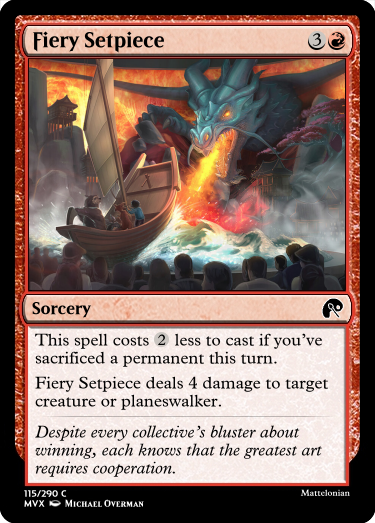 Fiery Setpiece 3
Sorcery
This spell costs 2 less to cast if you've
sacrificed a permanent this turn.
Fiery Setpiece deals 4 damage to target
creature or planeswalker.
Despite every collective's bluster about
winning, each knows that the greatest art
requires cooperation.
115/290 C
Mattelonian
MVX Michael Overman